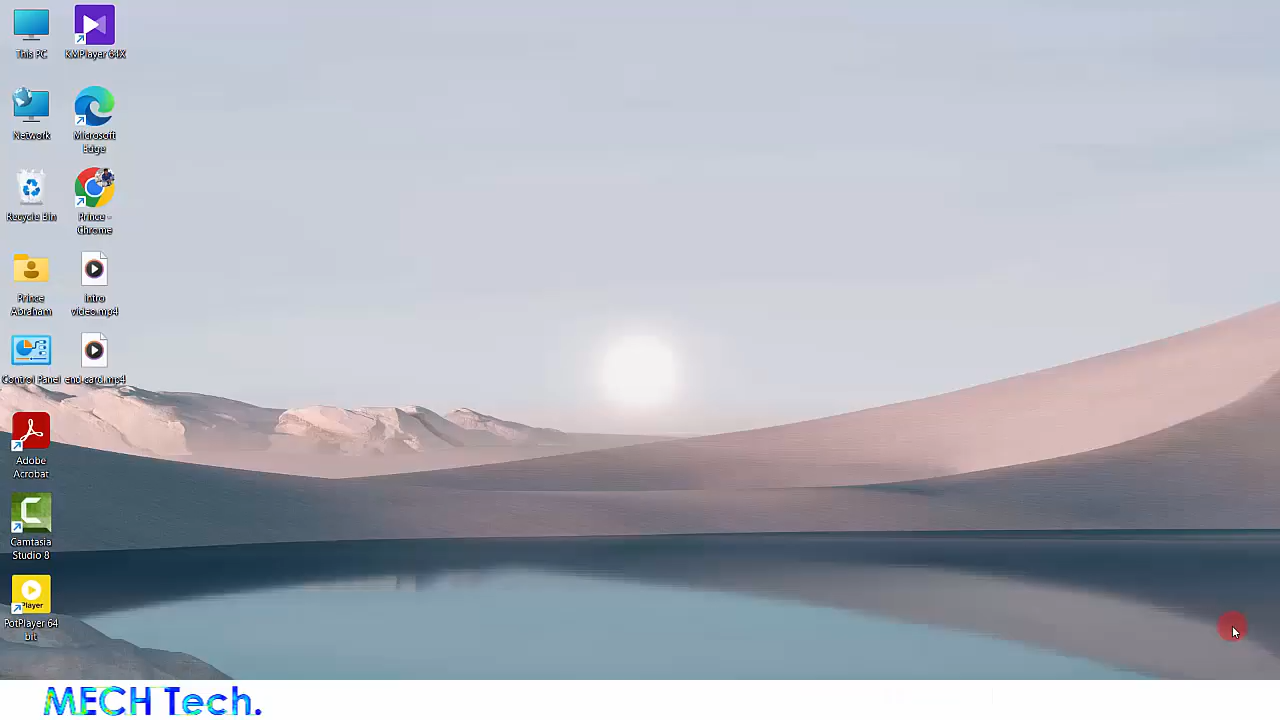 This PC
KMPlayer 64X
Network
Microsoft
Edge
Recycle Bin
Prince -
Chrome
Prince
Abraham
intro
video.mp4
Control Panel
end card.mp4
Adobe
Acrobat
Camtasia
Studio 8
Player
PotPlayer 64
bit
MECH Tech.